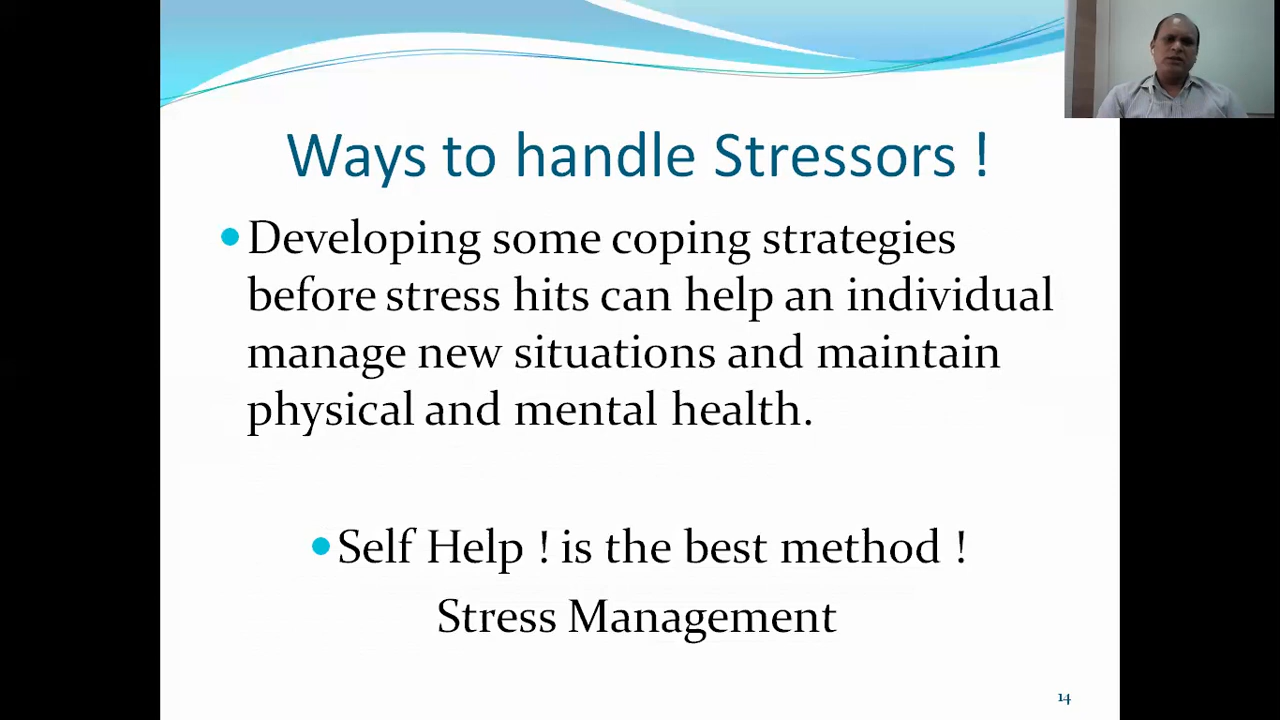 Ways to handle Stressors !
•Developing some coping strategies
before stress hits can help an individual
manage new situations and maintain
physical and mental health.
•Self Help ! is the best method !
Stress Management
14